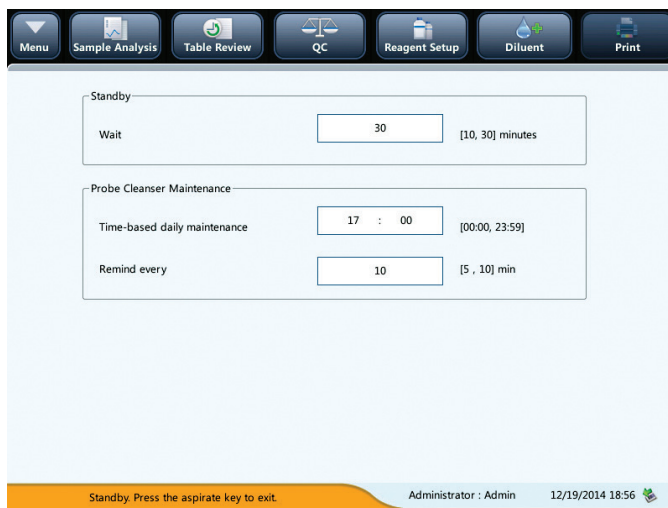 Menu Sample Analysis Table Review QC Reagent Setup Diluent Print
Standby
Wait 30 [10, 30] minutes
Probe Cleanser Maintenance
Time-based daily maintenance 17 : 00 [00:00, 23:59]
Remind every 10 [5 , 10] min
Standby. Press the aspirate key to exit. Administrator : Admin 12/19/2014 18:56